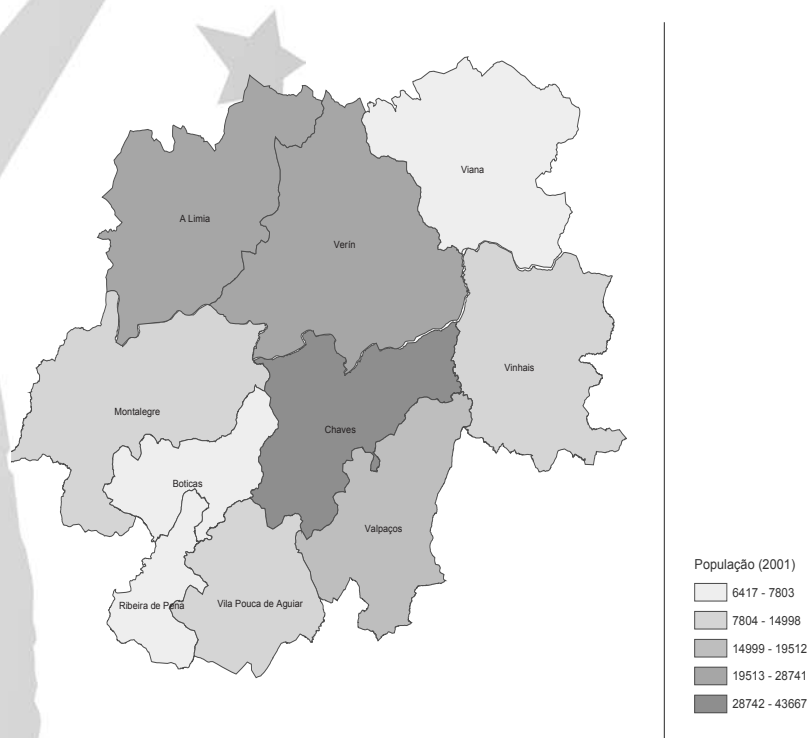 Viana
A Limia
Verín
Vinhais
Montalegre
Chaves
Boticas
Valpaços
Ribeira de Pena
Vila Pouca de Aguiar
População (2001)
6417 - 7803
7804 - 14998
14999 - 19512
19513 - 28741
28742 - 43667